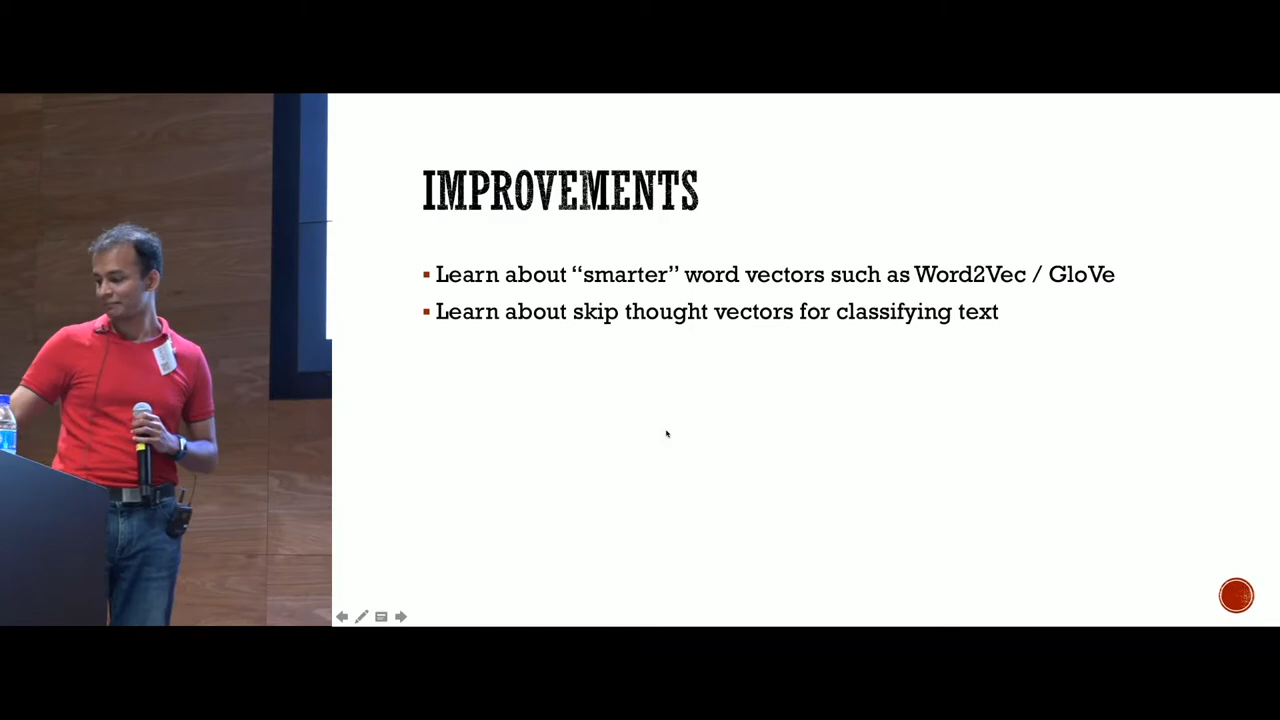 IMPROVEMENTS
▪ Learn about “smarter” word vectors such as Word2Vec / GloVe
▪ Learn about skip thought vectors for classifying text